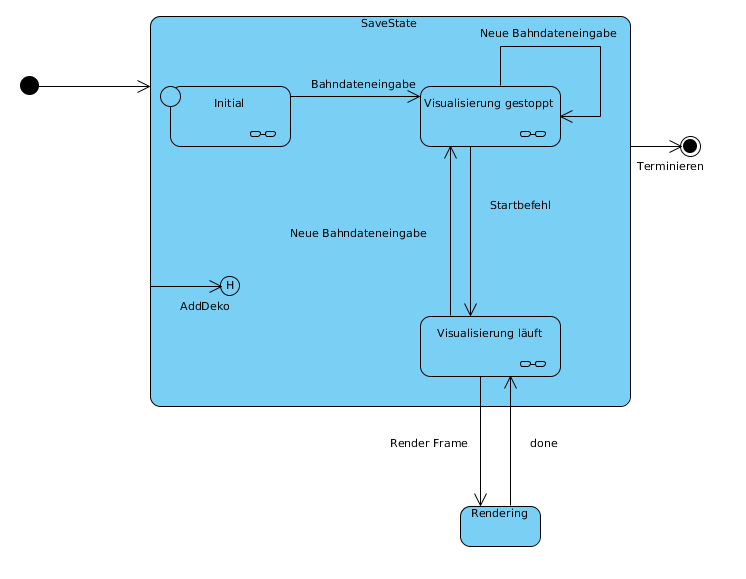 SaveState
Neue Bahndateneingabe
Bahndateneingabe
Initial
Visualisierung gestoppt
Terminieren
Startbefehl
Neue Bahndateneingabe
H
AddDeko
Visualisierung läuft
Render Frame
done
Rendering